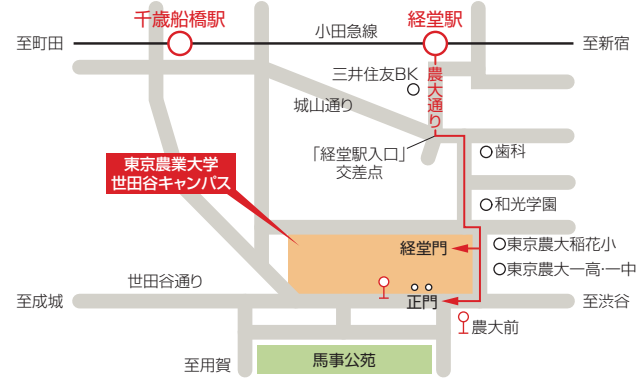 千歳船橋駅
経堂駅
小田急線
至町田
至新宿
三井住友BK
農大通り
城山通り
「経堂駅入口」
交差点
歯科
東京農業大学
世田谷キャンパス
和光学園
経堂門
東京農大稲花小
東京農大一高・一中
世田谷通り
至成城
正門
至渋谷
農大前
至用賀
馬事公苑